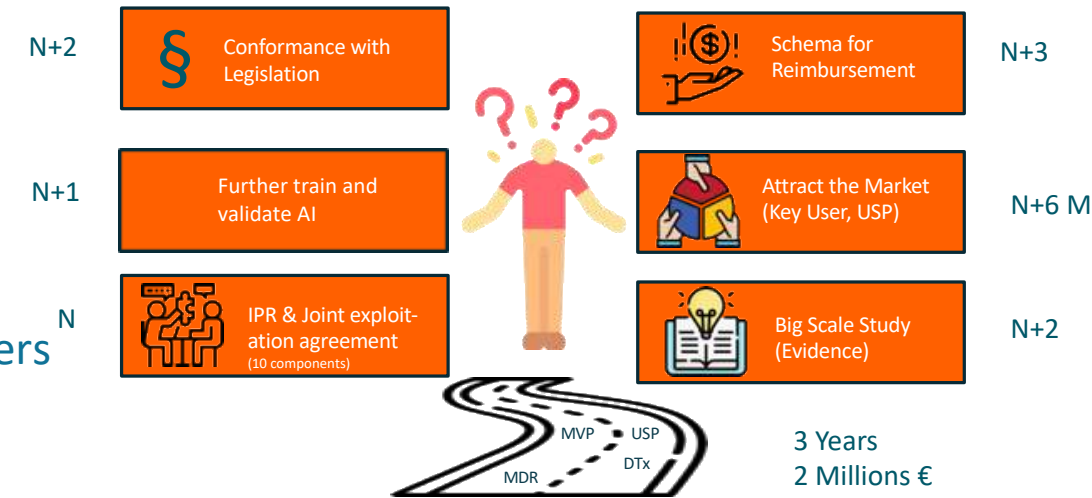 N+2
§
Conformance with
Legislation
N+1
Further train and
validate AI
N
ers
IPR & Joint exploit-
ation agreement
(10 components)
Schema for
Reimbursement
N+3
Attract the Market
(Key User, USP)
N+6 M
Big Scale Study
(Evidence)
N+2
MVP
USP
DTx
MDR
3 Years
2 Millions €